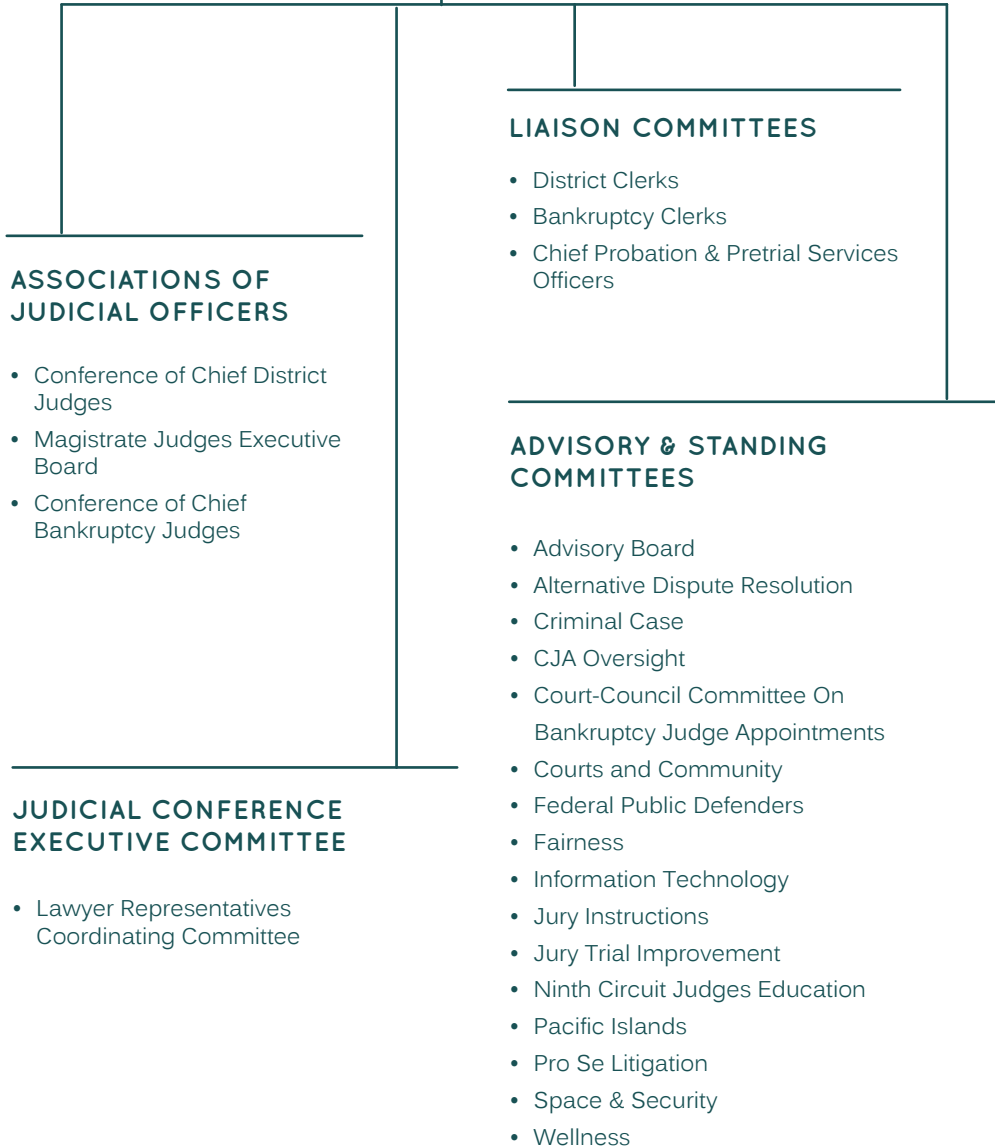 LIAISON COMMITTEES
• District Clerks
• Bankruptcy Clerks
• Chief Probation & Pretrial Services
Officers
ASSOCIATIONS OF
JUDICIAL OFFICERS
• Conference of Chief District
Judges
• Magistrate Judges Executive
Board
• Conference of Chief
Bankruptcy Judges
ADVISORY & STANDING
COMMITTEES
• Advisory Board
• Alternative Dispute Resolution
• Criminal Case
• CJA Oversight
• Court-Council Committee On
Bankruptcy Judge Appointments
• Courts and Community
• Federal Public Defenders
• Fairness
• Information Technology
• Jury Instructions
• Jury Trial Improvement
• Ninth Circuit Judges Education
• Pacific Islands
• Pro Se Litigation
• Space & Security
• Wellness
JUDICIAL CONFERENCE
EXECUTIVE COMMITTEE
• Lawyer Representatives
Coordinating Committee